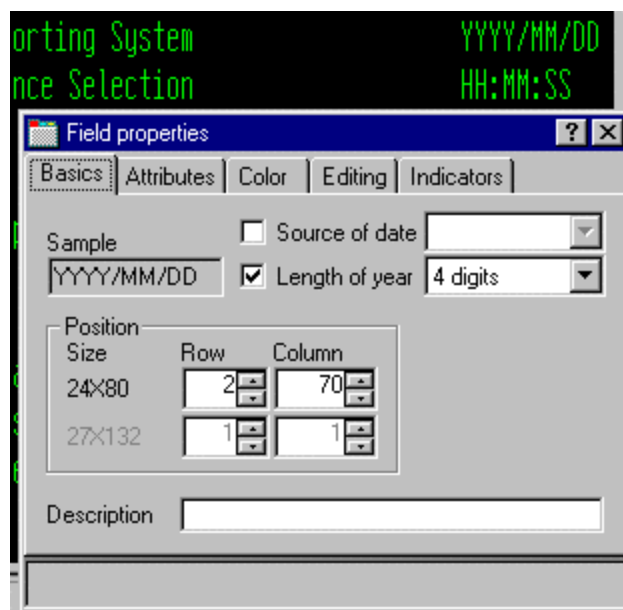 orting System YYYY/MM/DD
nce Selection HH:MM:SS
Field properties
Basics Attributes Color Editing Indicators
Source of date
Sample
YYYY/MM/DD Length of year 4 digits
Position
Size Row Column
24X80 2 70
27X132 1 1
Description